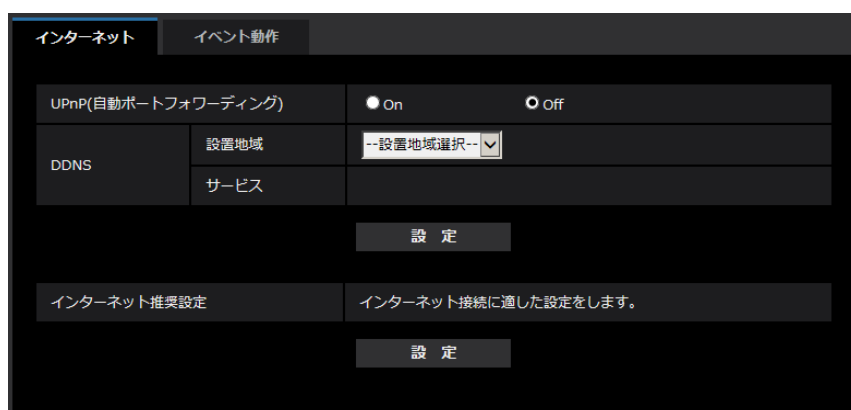 インターネット イベント動作
UPnP(自動ポートフォワーディング) On Off
DDNS 設置地域 --設置地域選択--
サービス
設 定
インターネット推奨設定 インターネット接続に適した設定をします。
設 定